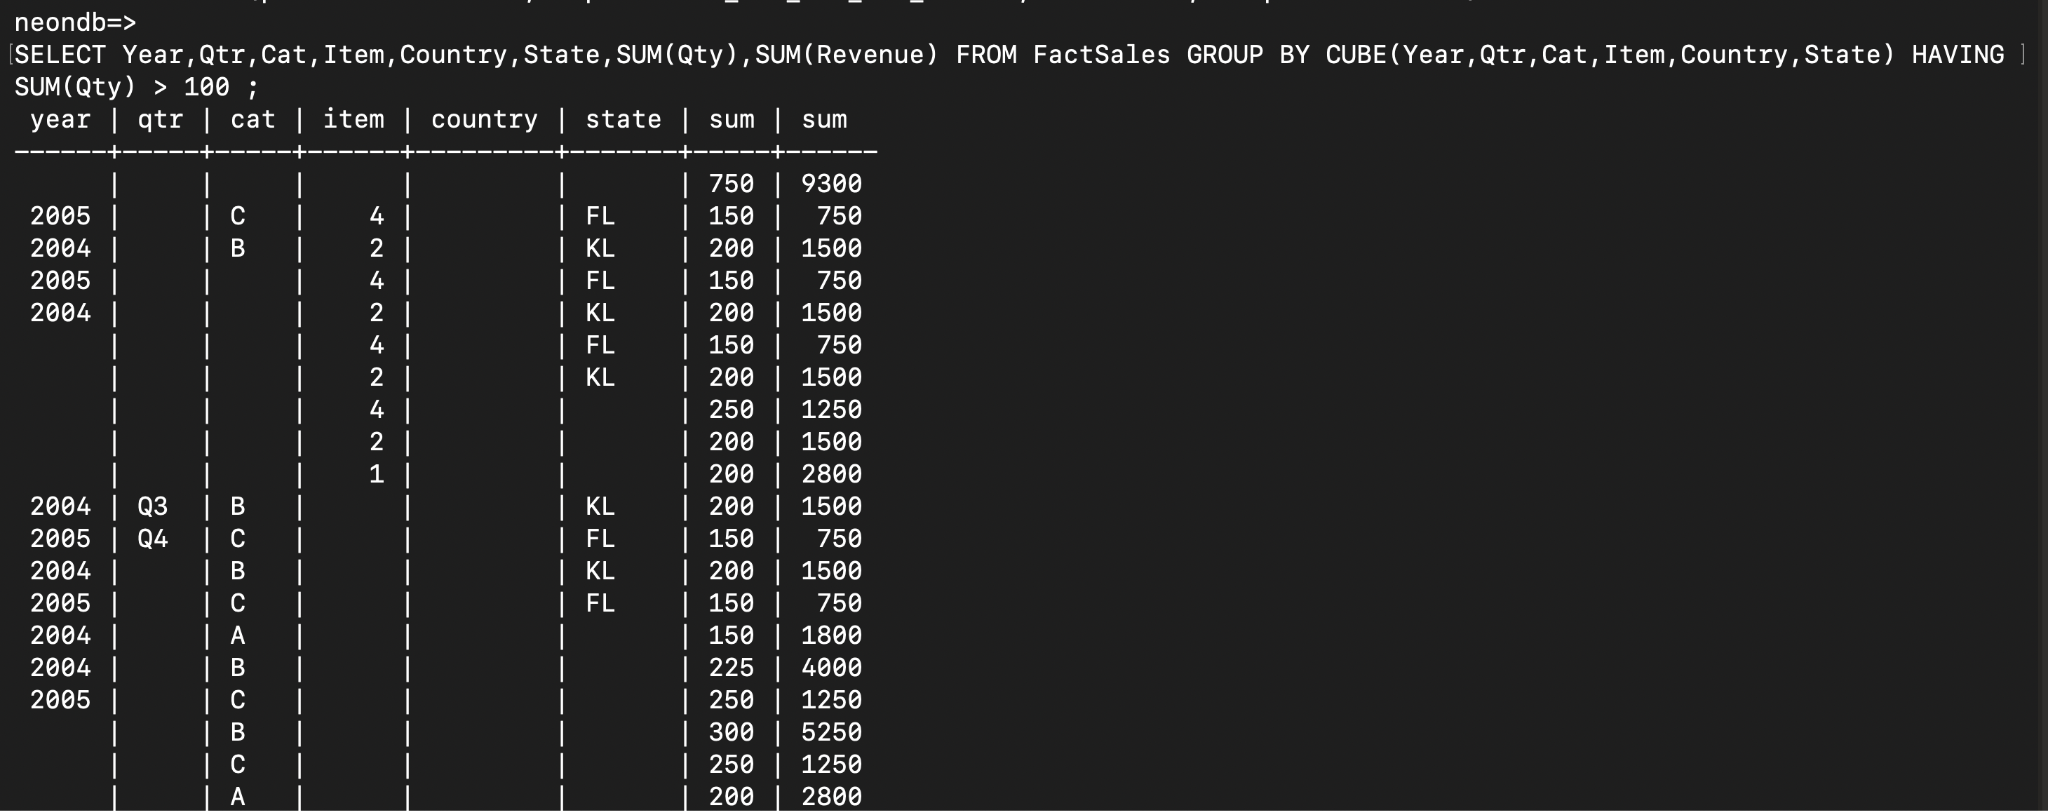 neondb=>
SELECT Year,Qtr,Cat,Item,Country,State,SUM(Qty),SUM(Revenue) FROM FactSales GROUP BY CUBE(Year,Qtr,Cat,Item,Country,State) HAVING
SUM(Qty) > 100 ;
 year | qtr | cat | item | country | state | sum | sum
------+-----+-----+------+---------+-------+-----+------
      |     |     |      |         |       | 750 | 9300
 2005 |     | C   |    4 |         | FL    | 150 |  750
 2004 |     | B   |    2 |         | KL    | 200 | 1500
 2005 |     |     |    4 |         | FL    | 150 |  750
 2004 |     |     |    2 |         | KL    | 200 | 1500
      |     |     |    4 |         | FL    | 150 |  750
      |     |     |    2 |         | KL    | 200 | 1500
      |     |     |    4 |         |       | 250 | 1250
      |     |     |    2 |         |       | 200 | 1500
      |     |     |    1 |         |       | 200 | 2800
 2004 | Q3  | B   |      |         | KL    | 200 | 1500
 2005 | Q4  | C   |      |         | FL    | 150 |  750
 2004 |     | B   |      |         | KL    | 200 | 1500
 2005 |     | C   |      |         | FL    | 150 |  750
 2004 |     | A   |      |         |       | 150 | 1800
 2004 |     | B   |      |         |       | 225 | 4000
 2005 |     | C   |      |         |       | 250 | 1250
      |     | B   |      |         |       | 300 | 5250
      |     | C   |      |         |       | 250 | 1250
      |     | A   |      |         |       | 200 | 2800